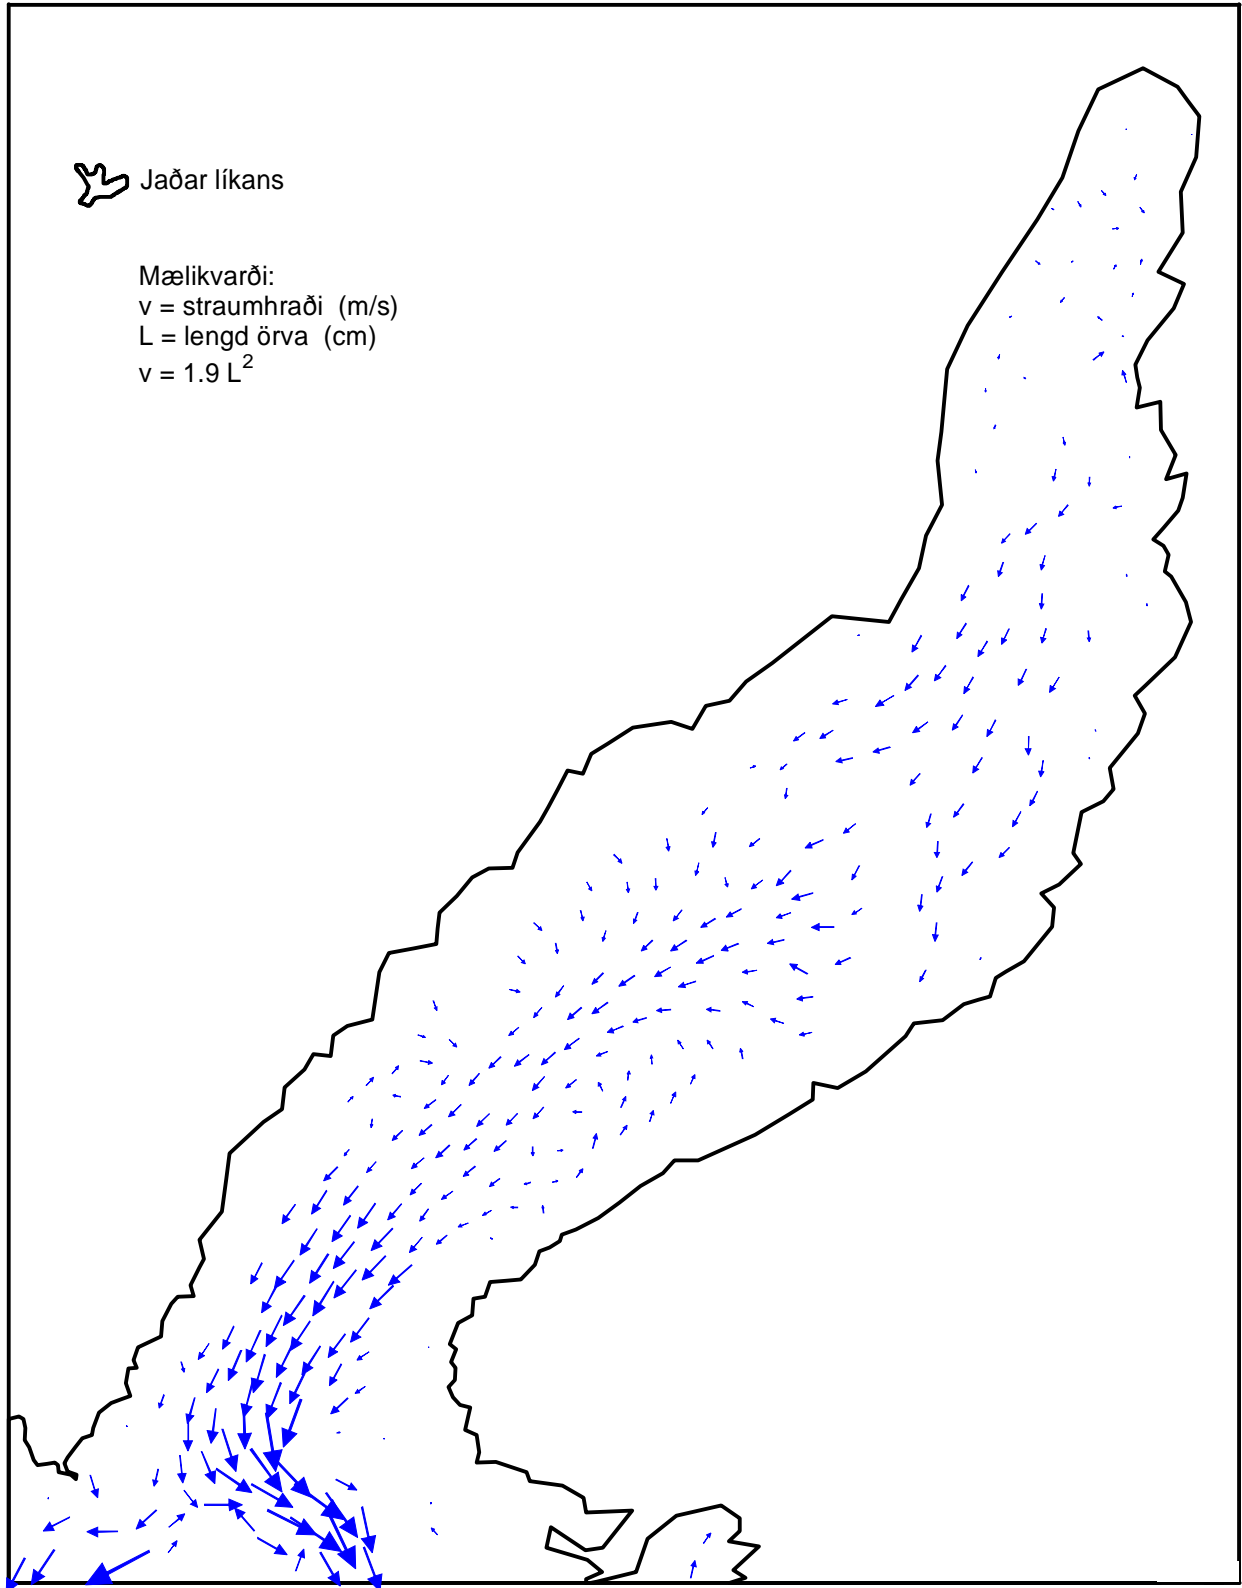 Jaðar líkans
Mælikvarði:
v = straumhraði (m/s)
L = lengd örva (cm)
v = 1.9 L²